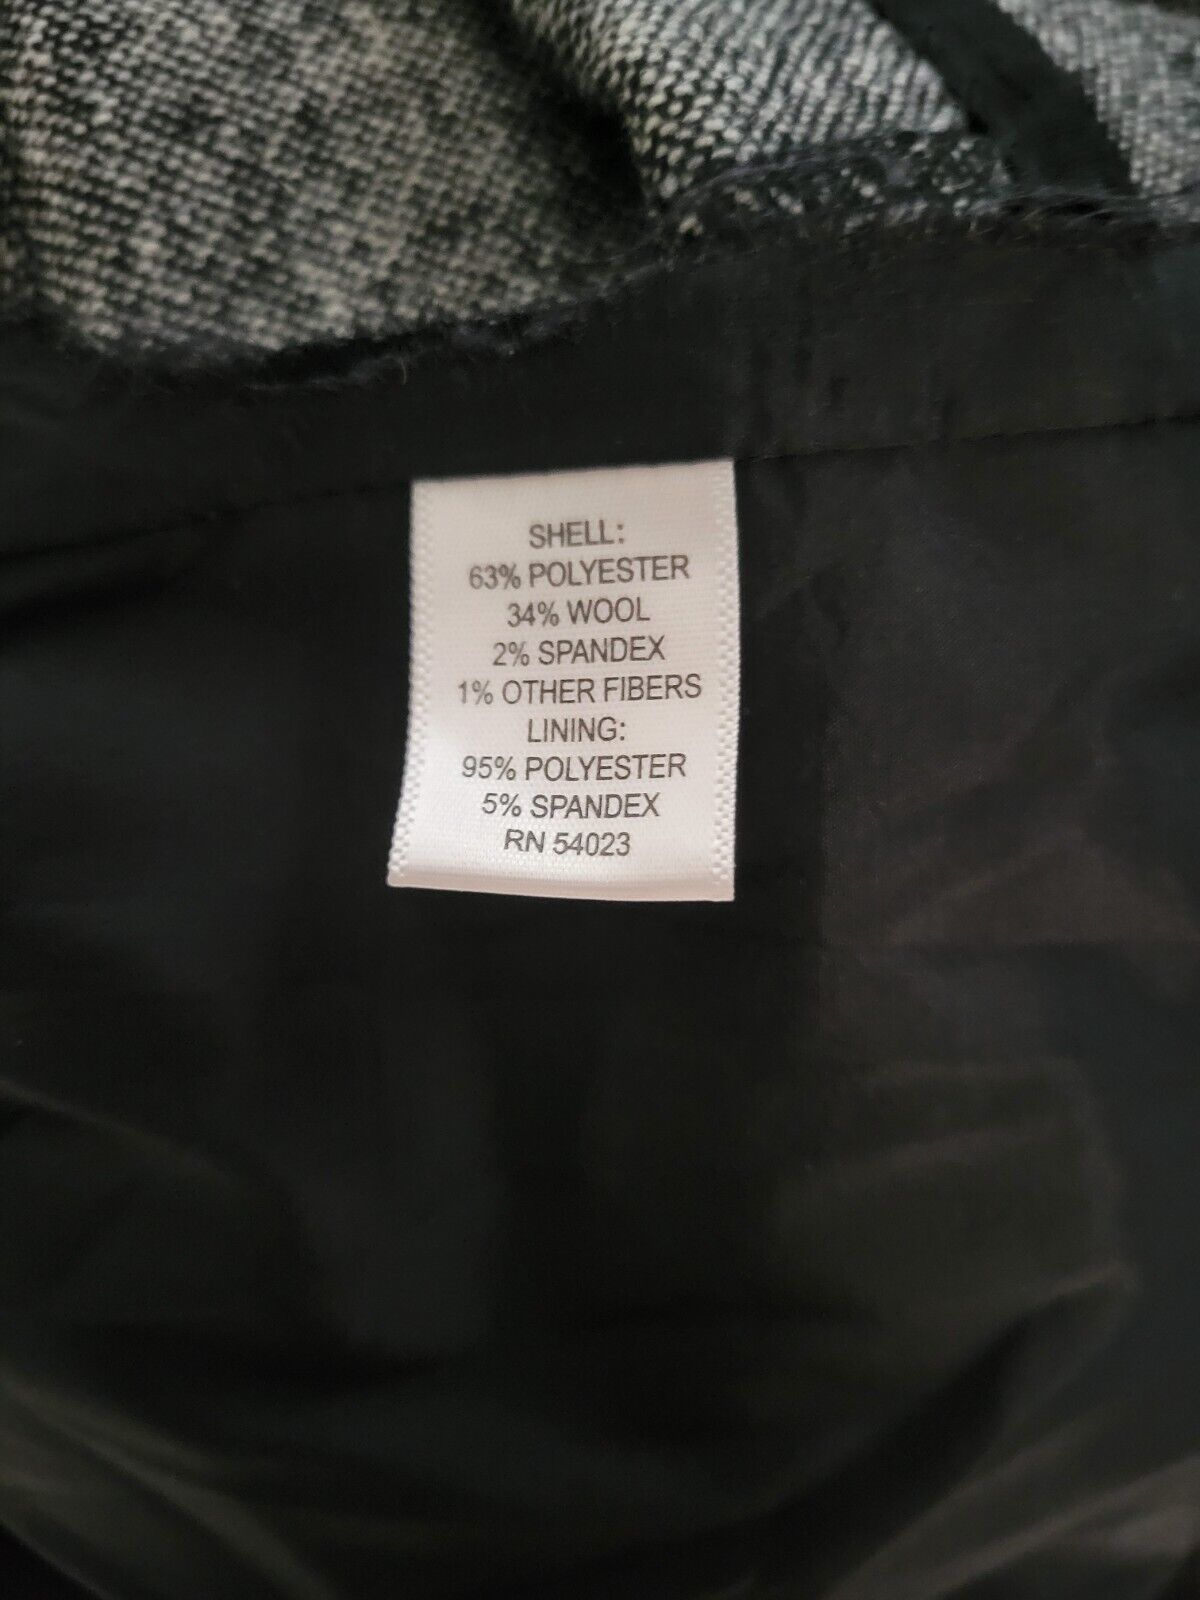 SHELL:
63% POLYESTER
34% WOOL
2% SPANDEX
1% OTHER FIBERS
LINING:
95% POLYESTER
5% SPANDEX
RN 54023